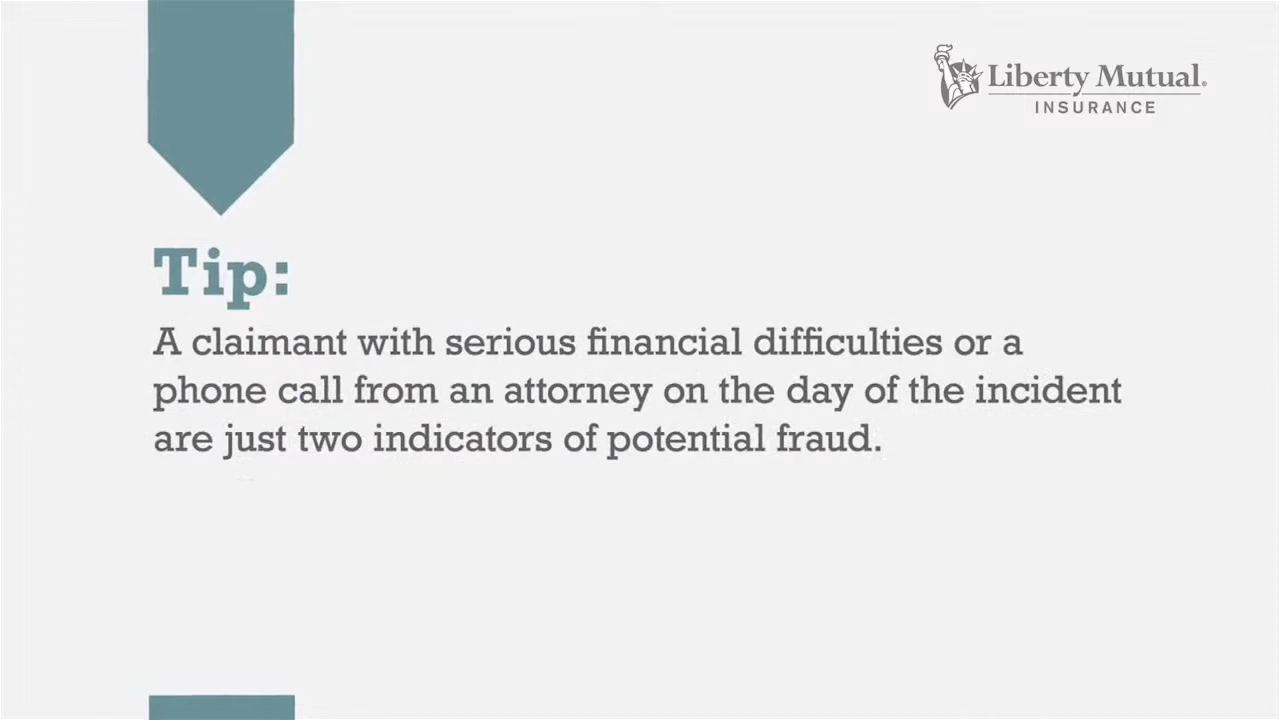 Liberty Mutual®
INSURANCE
Tip:
A claimant with serious financial difficulties or a
phone call from an attorney on the day of the incident
are just two indicators of potential fraud.